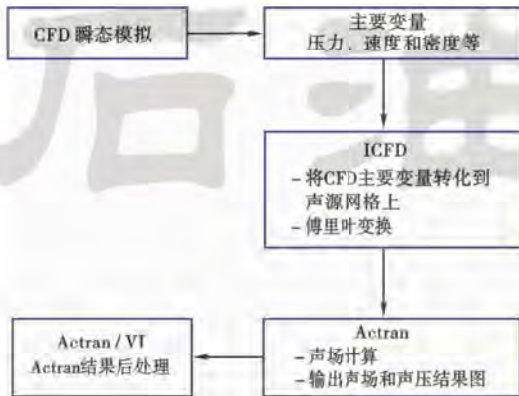 CFD 瞬态模拟
主要变量
压力、速度和密度等
ICFD
- 将CFD主要变量转化到
声源网格上
- 傅里叶变换
Actran
- 声场计算
- 输出声场和声压结果图
Actran / VI
Actran结果后处理
石油